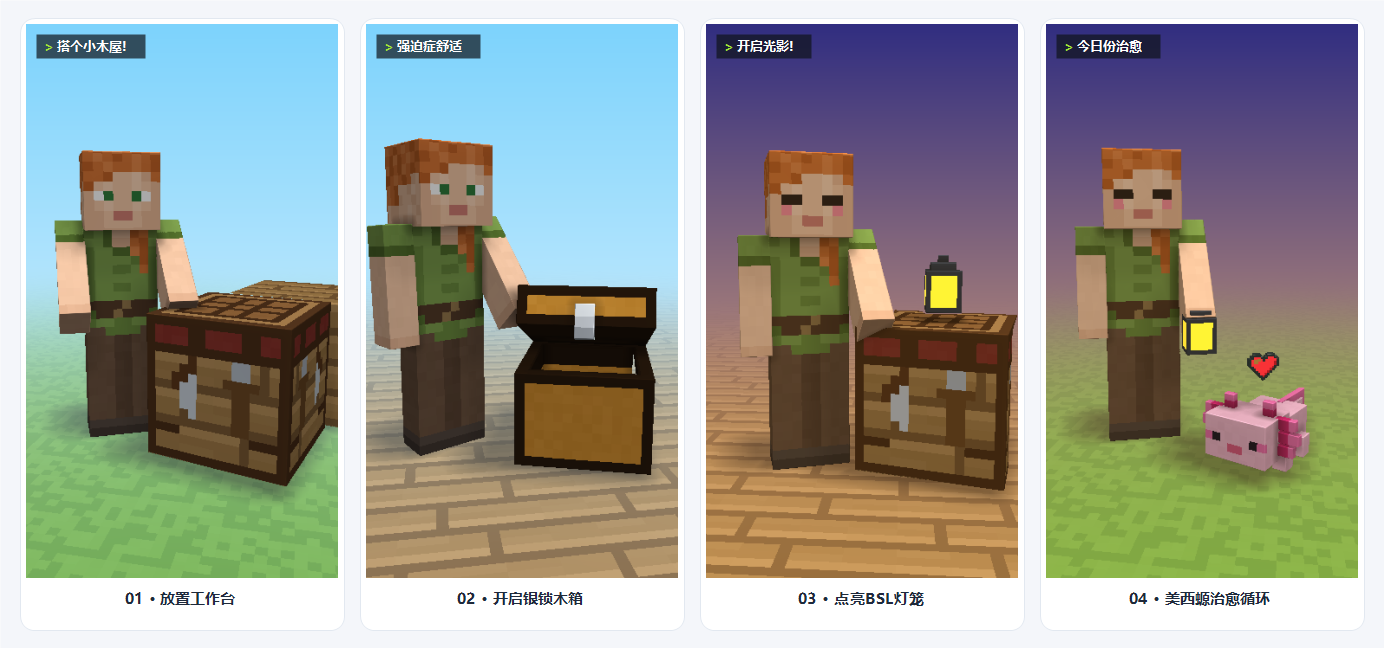 > 搭个小木屋!
> 强迫症舒适
> 开启光影!
> 今日份治愈
01 • 放置工作台
02 • 开启银锁木箱
03 • 点亮BSL灯笼
04 • 美西螈治愈循环